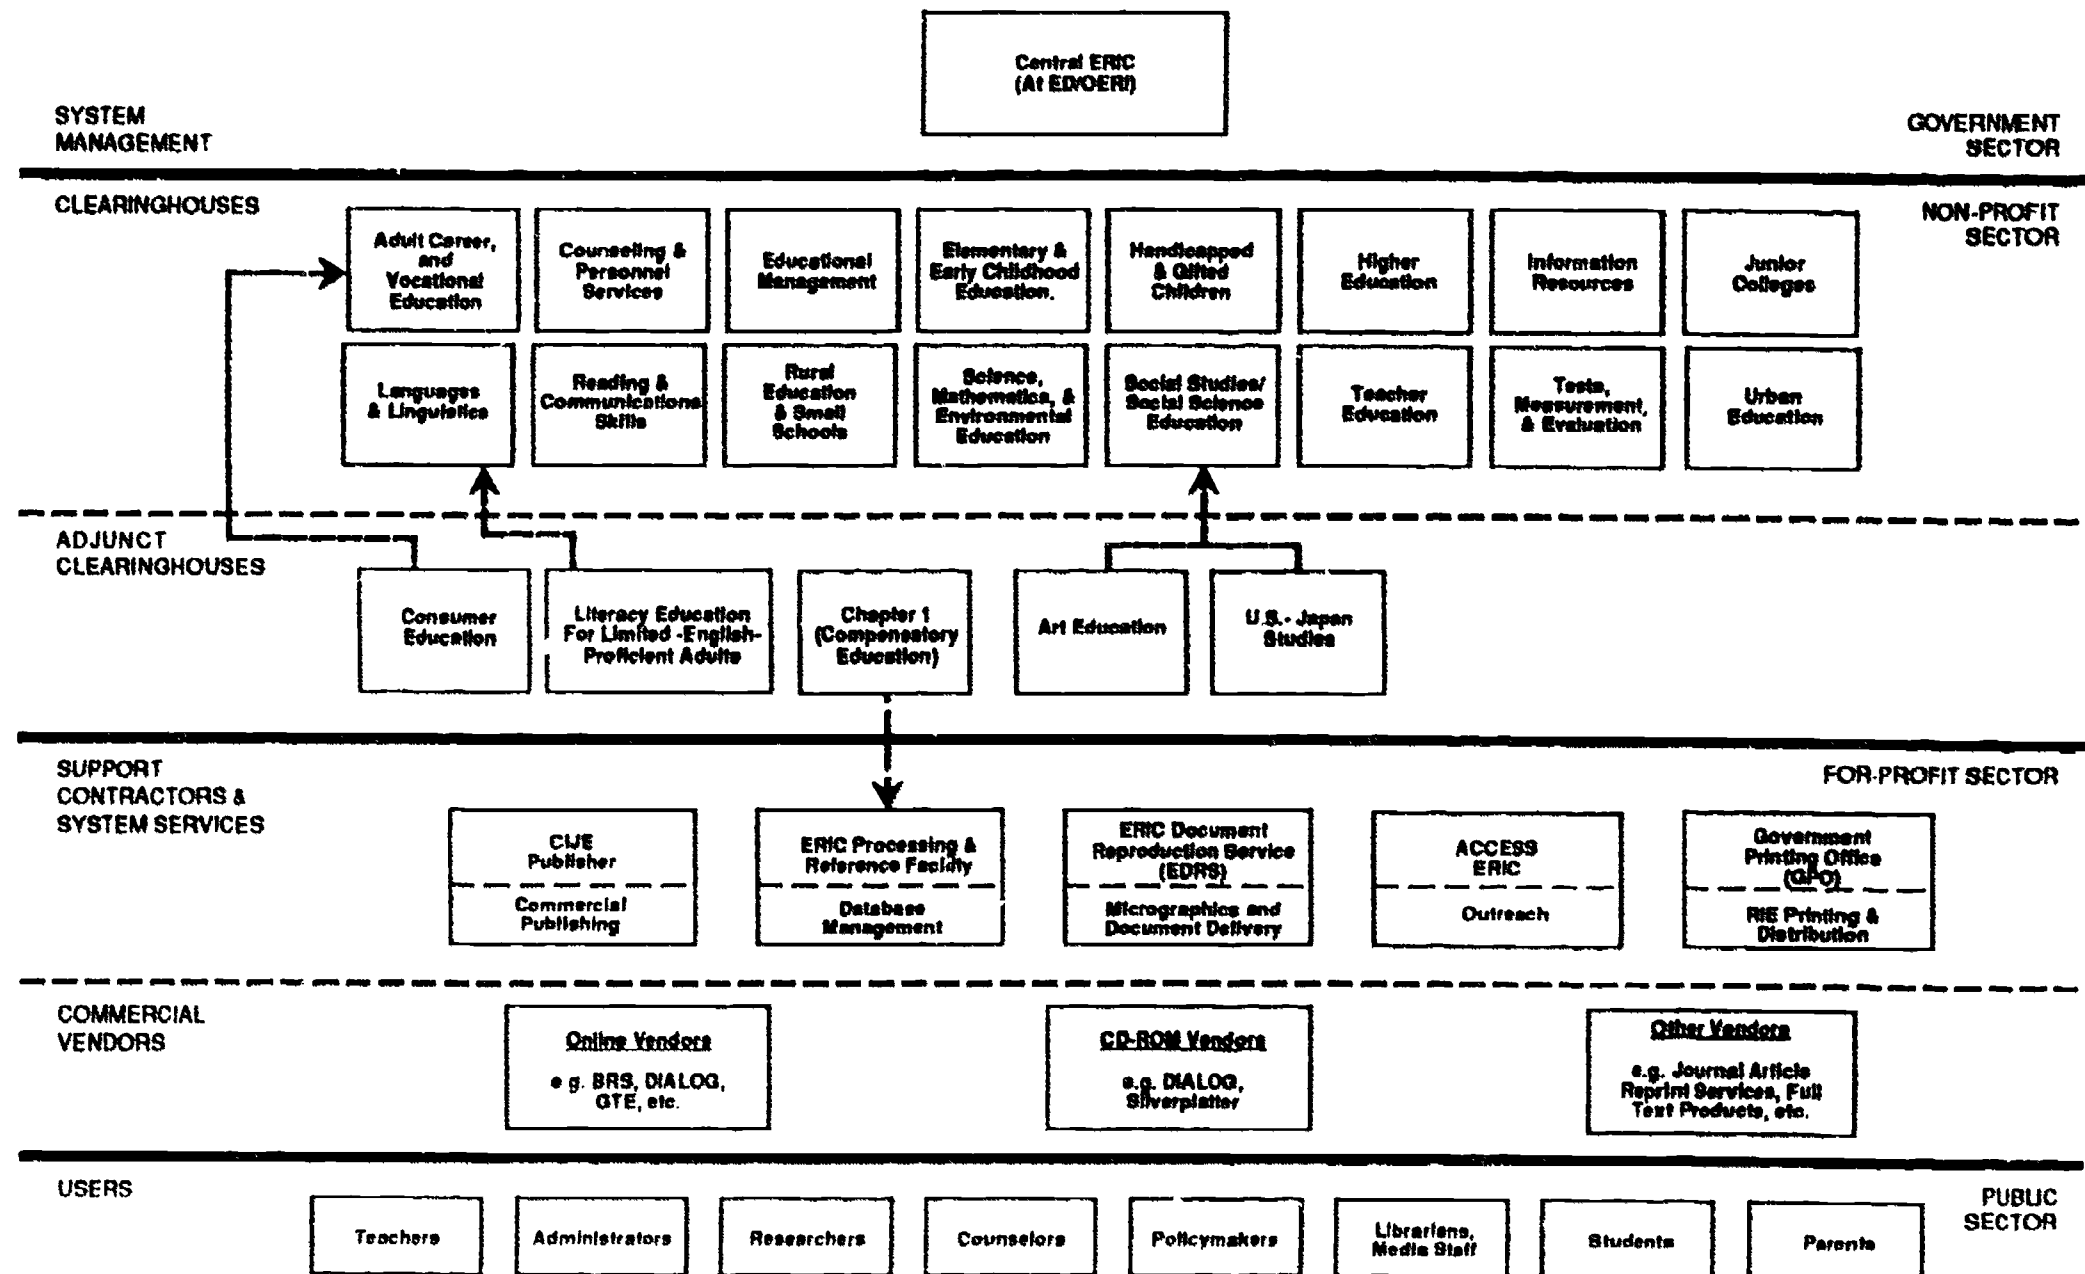 Central ERIC
(At ED/OERI)
SYSTEM
MANAGEMENT
GOVERNMENT
SECTOR
CLEARINGHOUSES
NON-PROFIT
SECTOR
Adult Career,
and
Vocational
Education
Counseling &
Personnel
Services
Educational
Management
Elementary &
Early Childhood
Education.
Handicapped
& Gifted
Children
Higher
Education
Information
Resources
Junior
Colleges
Languages
& Linguistics
Reading &
Communications
Skills
Rural
Education
& Small
Schools
Science,
Mathematics, &
Environmental
Education
Social Studies/
Social Science
Education
Teacher
Education
Tests,
Measurement,
& Evaluation
Urban
Education
ADJUNCT
CLEARINGHOUSES
Consumer
Education
Literacy Education
For Limited -English-
Proficient Adults
Chapter 1
(Compensatory
Education)
Art Education
U.S.- Japan
Studies
SUPPORT
CONTRACTORS &
SYSTEM SERVICES
FOR-PROFIT SECTOR
CIJE
Publisher
Commercial
Publishing
ERIC Processing &
Reference Facility
Database
Management
ERIC Document
Reproduction Service
(EDRS)
Micrographics and
Document Delivery
ACCESS
ERIC
Outreach
Government
Printing Office
(GPO)
RIE Printing &
Distribution
COMMERCIAL
VENDORS
Online Vendors
e g. BRS, DIALOG,
GTE, etc.
CD-ROM Vendors
e.g. DIALOG,
Silverplatter
Other Vendors
e.g. Journal Article
Reprint Services, Full
Text Products, etc.
USERS
PUBLIC
SECTOR
Teachers
Administrators
Researchers
Counselors
Policymakers
Librarians,
Media Staff
Students
Parents